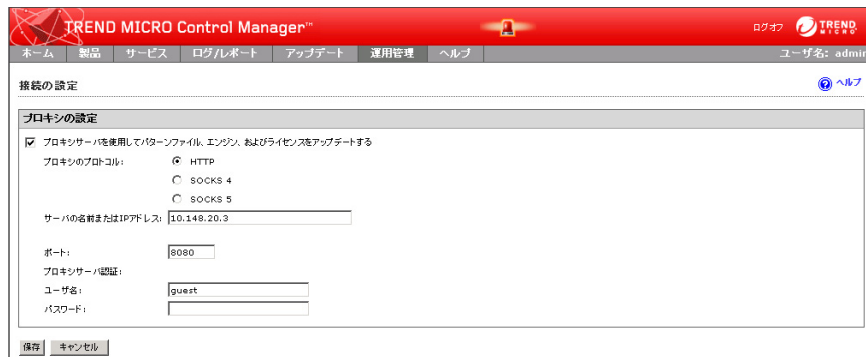 TREND MICRO Control Manager™
ログオフ TREND MICRO
ホーム 製品 サービス ログ/レポート アップデート 運用管理 ヘルプ ユーザ名: admin
接続の設定 ヘルプ
プロキシの設定
プロキシサーバを使用してパターンファイル、エンジン、およびライセンスをアップデートする
プロキシのプロトコル: HTTP
SOCKS 4
SOCKS 5
サーバの名前またはIPアドレス: 10.148.20.3
ポート: 8080
プロキシサーバ認証:
ユーザ名: guest
パスワード:
保存 キャンセル